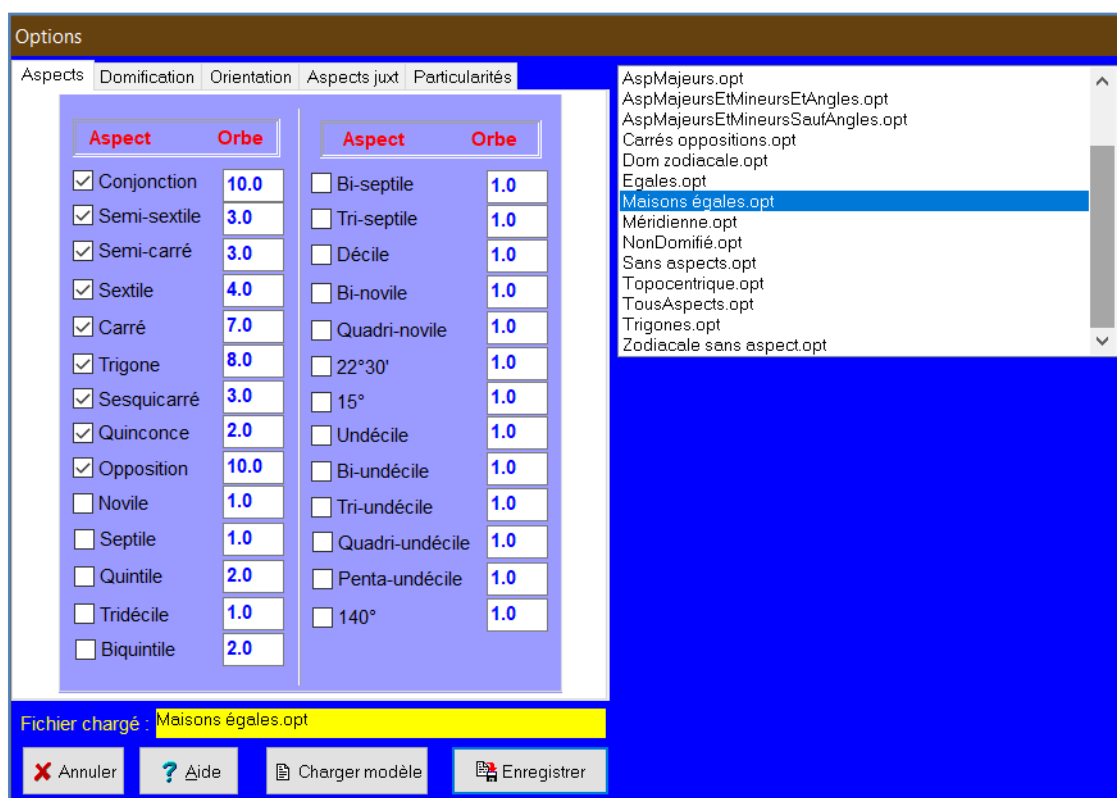 Options
Aspects Domification Orientation Aspects juxt Particularités
Aspect Orbe
Conjonction 10.0
Semi-sextile 3.0
Semi-carré 3.0
Sextile 4.0
Carré 7.0
Trigone 8.0
Sesquicarré 3.0
Quinconce 2.0
Opposition 10.0
Novile 1.0
Septile 1.0
Quintile 2.0
Tridécile 1.0
Biquintile 2.0
Aspect Orbe
Bi-septile 1.0
Tri-septile 1.0
Décile 1.0
Bi-novile 1.0
Quadri-novile 1.0
22°30' 1.0
15° 1.0
Undécile 1.0
Bi-undécile 1.0
Tri-undécile 1.0
Quadri-undécile 1.0
Penta-undécile 1.0
140° 1.0
AspMajeurs.opt
AspMajeursEtMineursEtAngles.opt
AspMajeursEtMineursSaufAngles.opt
Carrés oppositions.opt
Dom zodiacale.opt
Egales.opt
Maisons égales.opt
Méridienne.opt
NonDomifié.opt
Sans aspects.opt
Topocentrique.opt
TousAspects.opt
Trigones.opt
Zodiacale sans aspect.opt
Fichier chargé : Maisons égales.opt
Annuler ? Aide Charger modèle Enregistrer